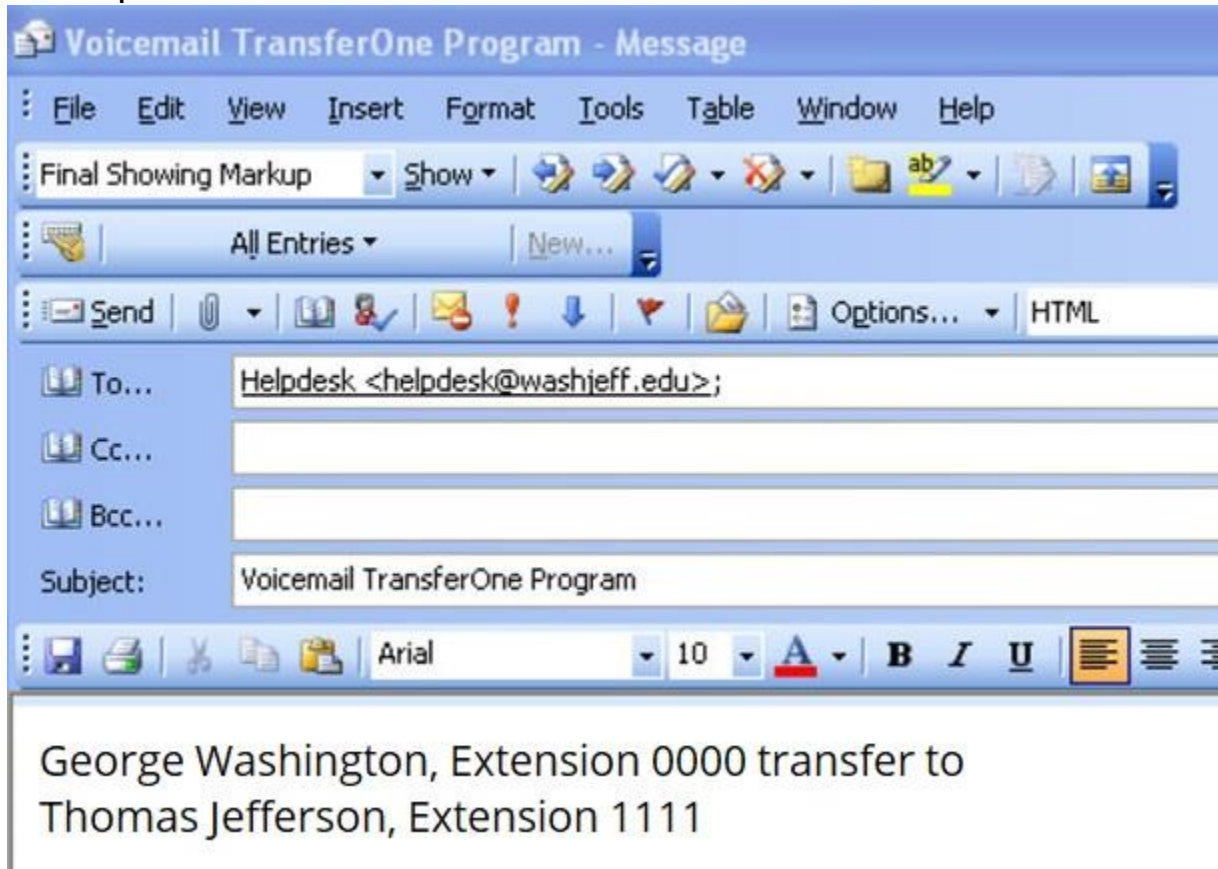 Voicemail TransferOne Program - Message
File Edit View Insert Format Tools Table Window Help
Final Showing Markup Show
All Entries New...
Send Options... HTML
To... Helpdesk <helpdesk@washjeff.edu>;
Cc...
Bcc...
Subject: Voicemail TransferOne Program
Arial 10 A B I U
George Washington, Extension 0000 transfer to
Thomas Jefferson, Extension 1111